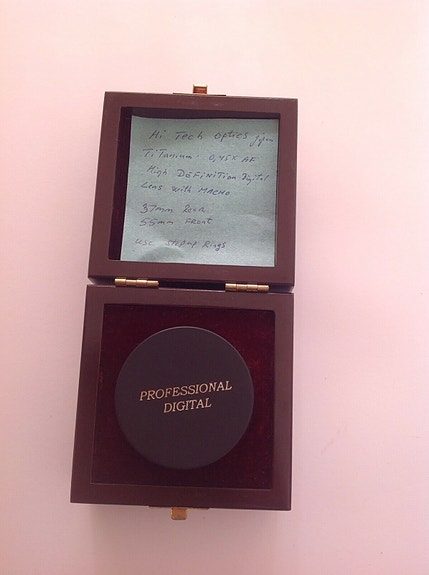 Hi Tech optics Japan
TiTanium. 0,45X AF
High DEFINITION Digital
Lens with MACRO
37mm Rear
55mm FRONT
use step up Rings
PROFESSIONAL
DIGITAL